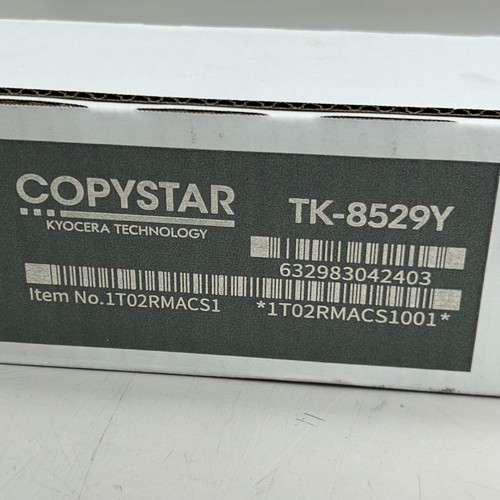 COPYSTAR
KYOCERA TECHNOLOGY
TK-8529Y
632983042403
Item No.1T02RMACS1
*1T02RMACS1001*